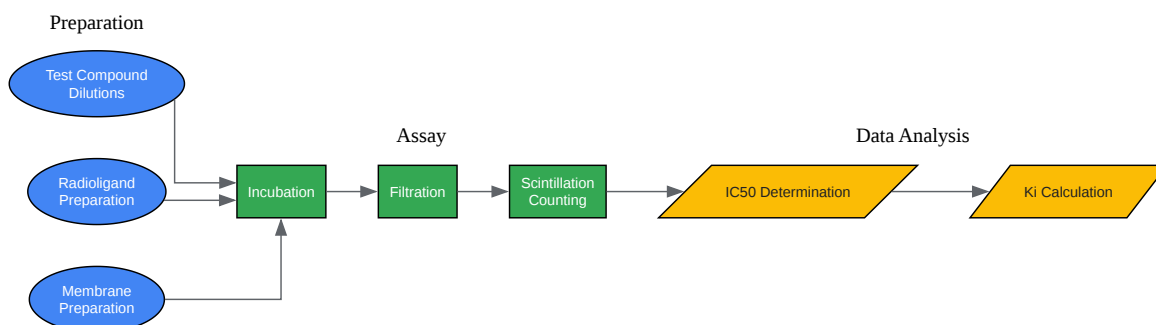 Preparation
Test Compound
Dilutions
Radioligand
Preparation
Membrane
Preparation
Assay
Incubation
Filtration
Scintillation
Counting
Data Analysis
IC50 Determination
Ki Calculation